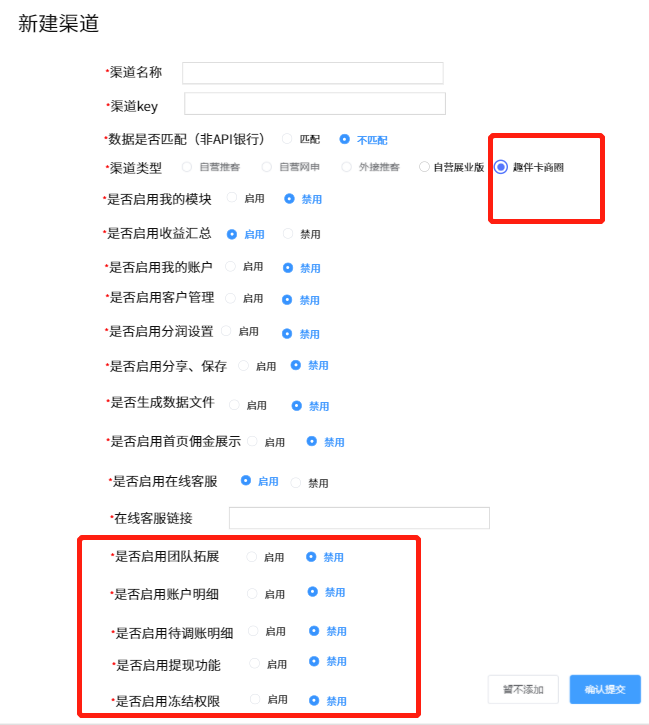 新建渠道
*渠道名称
*渠道key
*数据是否匹配（非API银行） 匹配 不匹配
*渠道类型 自营推客 自营网申 外接推客 自营展业版 趣伴卡商圈
*是否启用我的模块 启用 禁用
*是否启用收益汇总 启用 禁用
*是否启用我的账户 启用 禁用
*是否启用客户管理 启用 禁用
*是否启用分润设置 启用 禁用
*是否启用分享、保存 启用 禁用
*是否生成数据文件 启用 禁用
*是否启用首页佣金展示 启用 禁用
*是否启用在线客服 启用 禁用
*在线客服链接
*是否启用团队拓展 启用 禁用
*是否启用账户明细 启用 禁用
*是否启用待调账明细 启用 禁用
*是否启用提现功能 启用 禁用
*是否启用冻结权限 启用 禁用
暂不添加 确认提交